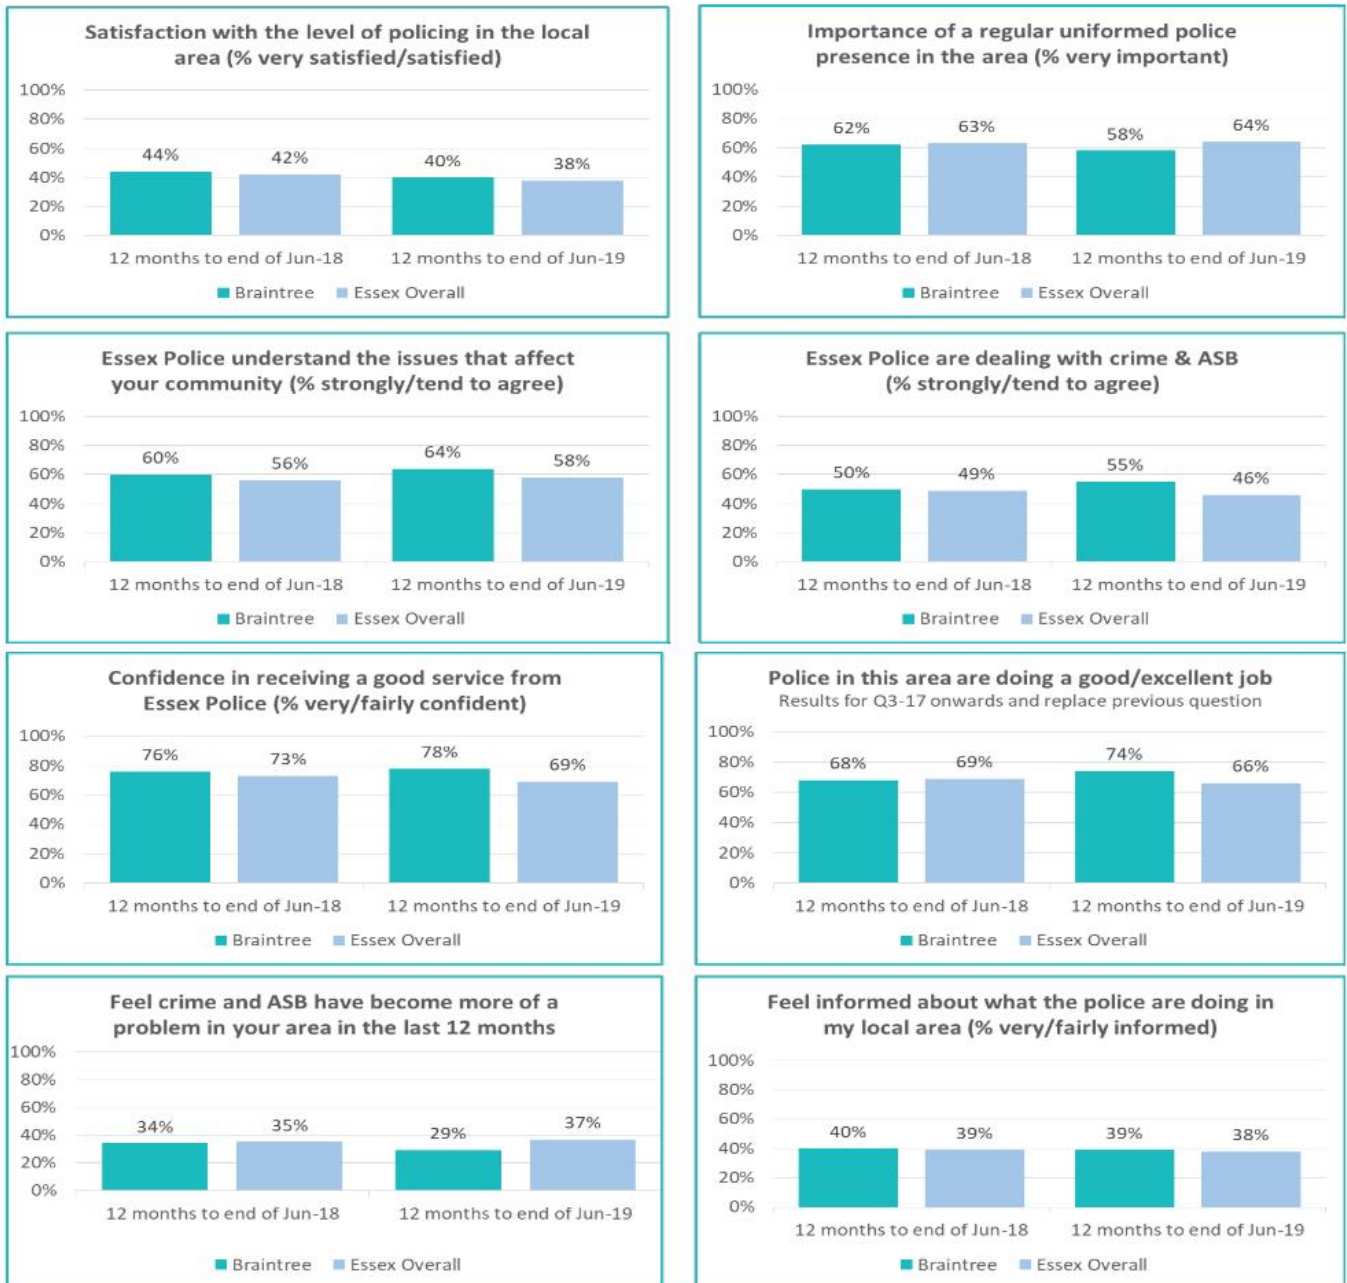 Satisfaction with the level of policing in the local
area (% very satisfied/satisfied)
100%
80%
60%
40%
20%
0%
44%
42%
40%
38%
12 months to end of Jun-18
12 months to end of Jun-19
Braintree
Essex Overall
Importance of a regular uniformed police
presence in the area (% very important)
100%
80%
60%
40%
20%
0%
62%
63%
58%
64%
12 months to end of Jun-18
12 months to end of Jun-19
Braintree
Essex Overall
Essex Police understand the issues that affect
your community (% strongly/tend to agree)
100%
80%
60%
40%
20%
0%
60%
56%
64%
58%
12 months to end of Jun-18
12 months to end of Jun-19
Braintree
Essex Overall
Essex Police are dealing with crime & ASB
(% strongly/tend to agree)
100%
80%
60%
40%
20%
0%
50%
49%
55%
46%
12 months to end of Jun-18
12 months to end of Jun-19
Braintree
Essex Overall
Confidence in receiving a good service from
Essex Police (% very/fairly confident)
100%
80%
60%
40%
20%
0%
76%
73%
78%
69%
12 months to end of Jun-18
12 months to end of Jun-19
Braintree
Essex Overall
Police in this area are doing a good/excellent job
Results for Q3-17 onwards and replace previous question
100%
80%
60%
40%
20%
0%
68%
69%
74%
66%
12 months to end of Jun-18
12 months to end of Jun-19
Braintree
Essex Overall
Feel crime and ASB have become more of a
problem in your area in the last 12 months
100%
80%
60%
40%
20%
0%
34%
35%
29%
37%
12 months to end of Jun-18
12 months to end of Jun-19
Braintree
Essex Overall
Feel informed about what the police are doing in
my local area (% very/fairly informed)
100%
80%
60%
40%
20%
0%
40%
39%
39%
38%
12 months to end of Jun-18
12 months to end of Jun-19
Braintree
Essex Overall